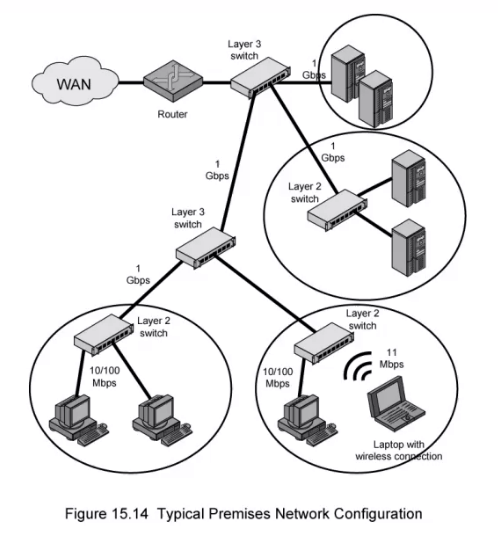 Layer 3
switch
1
Gbps
WAN
Router
1
Gbps
1
Gbps
Layer 2
switch
Layer 3
switch
1
Gbps
Layer 2
switch
10/100
Mbps
Layer 2
switch
10/100
Mbps
11
Mbps
Laptop with
wireless connection
Figure 15.14 Typical Premises Network Configuration